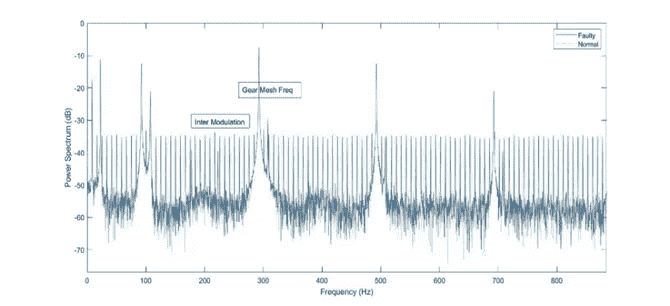 0
Faulty
Normal
-10
-20
Gear Mesh Freq
-30
Inter Modulation
-40
Power Spectrum (dB)
-50
-60
-70
0 100 200 300 400 500 600 700 800
Frequency (Hz)